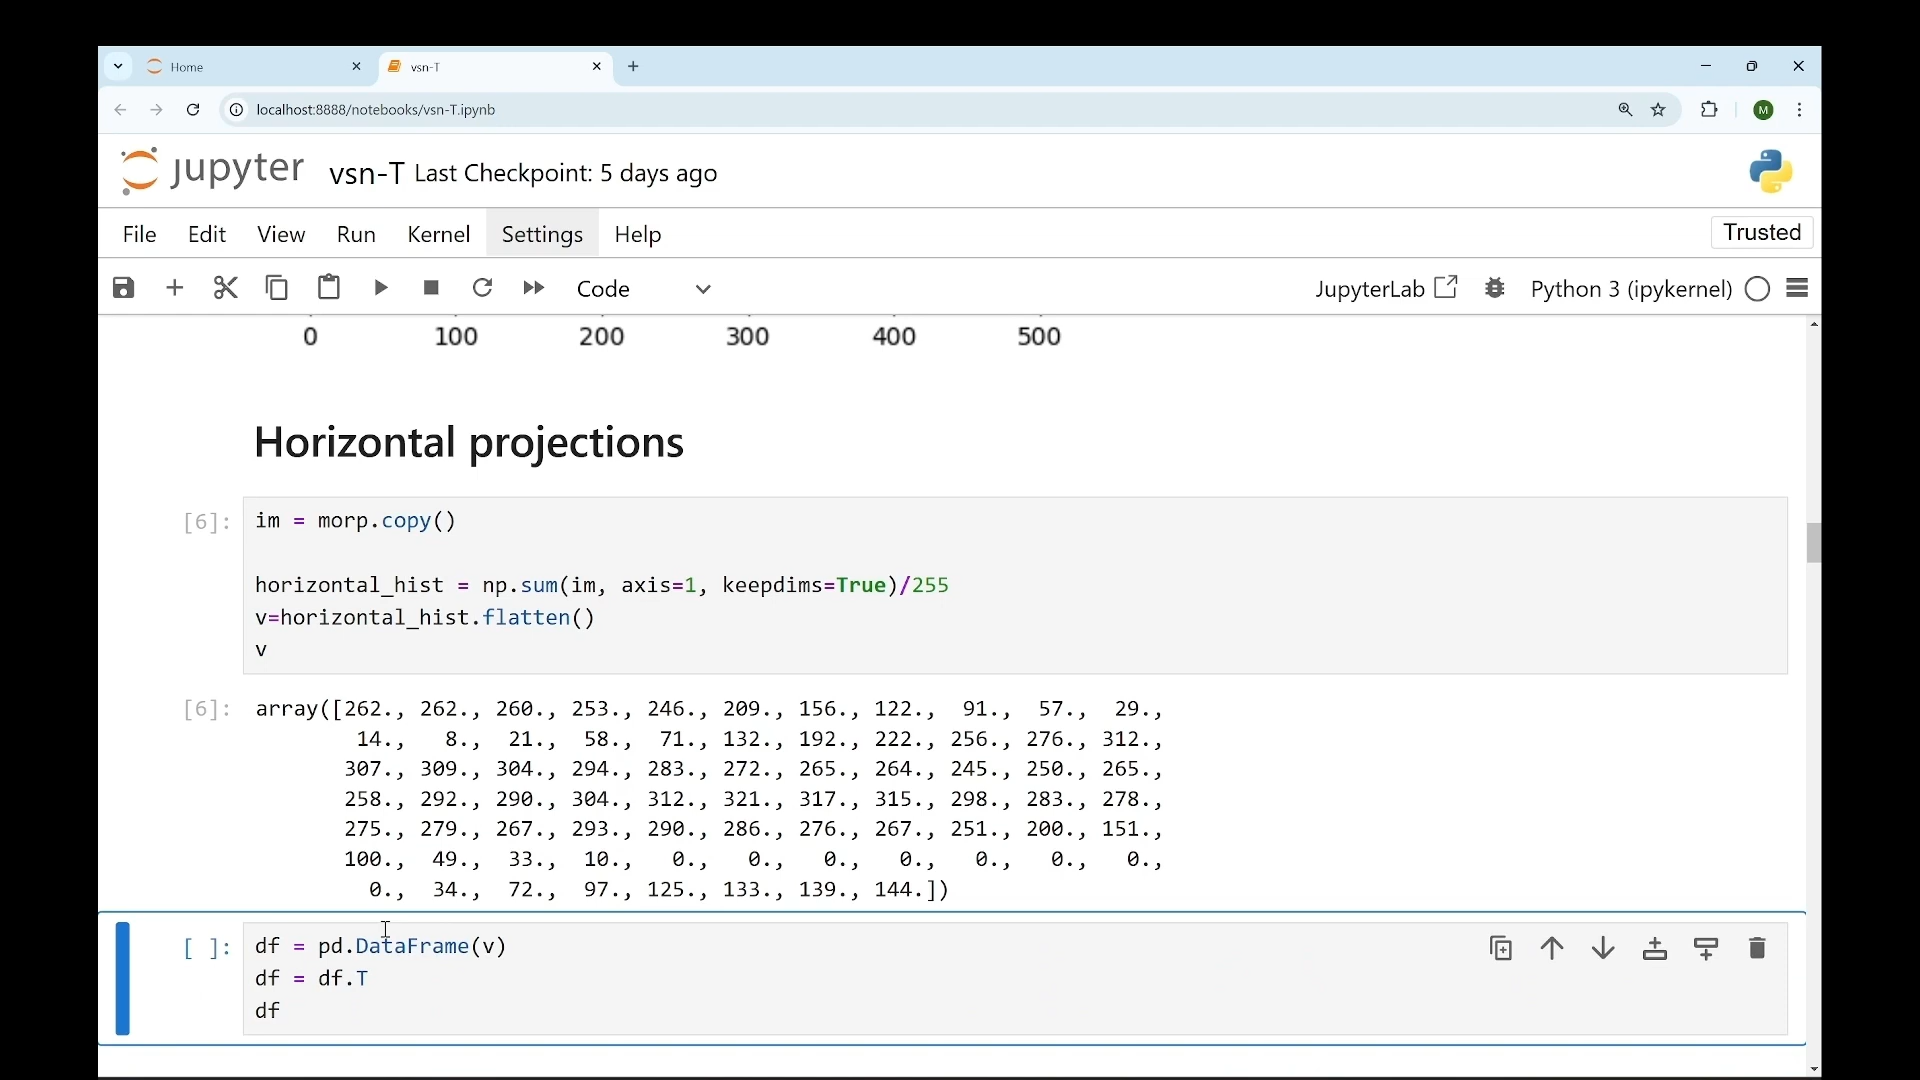 Home
vsn-T
localhost:8888/notebooks/vsn-T.ipynb
M
jupyter vsn-T Last Checkpoint: 5 days ago
File Edit View Run Kernel Settings Help Trusted
Code JupyterLab Python 3 (ipykernel)
0 100 200 300 400 500
Horizontal projections
[6]: im = morp.copy()
horizontal_hist = np.sum(im, axis=1, keepdims=True)/255
v=horizontal_hist.flatten()
v
[6]: array([262., 262., 260., 253., 246., 209., 156., 122., 91., 57., 29.,
14., 8., 21., 58., 71., 132., 192., 222., 256., 276., 312.,
307., 309., 304., 294., 283., 272., 265., 264., 245., 250., 265.,
258., 292., 290., 304., 312., 321., 317., 315., 298., 283., 278.,
275., 279., 267., 293., 290., 286., 276., 267., 251., 200., 151.,
100., 49., 33., 10., 0., 0., 0., 0., 0., 0., 0.,
0., 34., 72., 97., 125., 133., 139., 144.])
[ ]: df = pd.DataFrame(v)
df = df.T
df